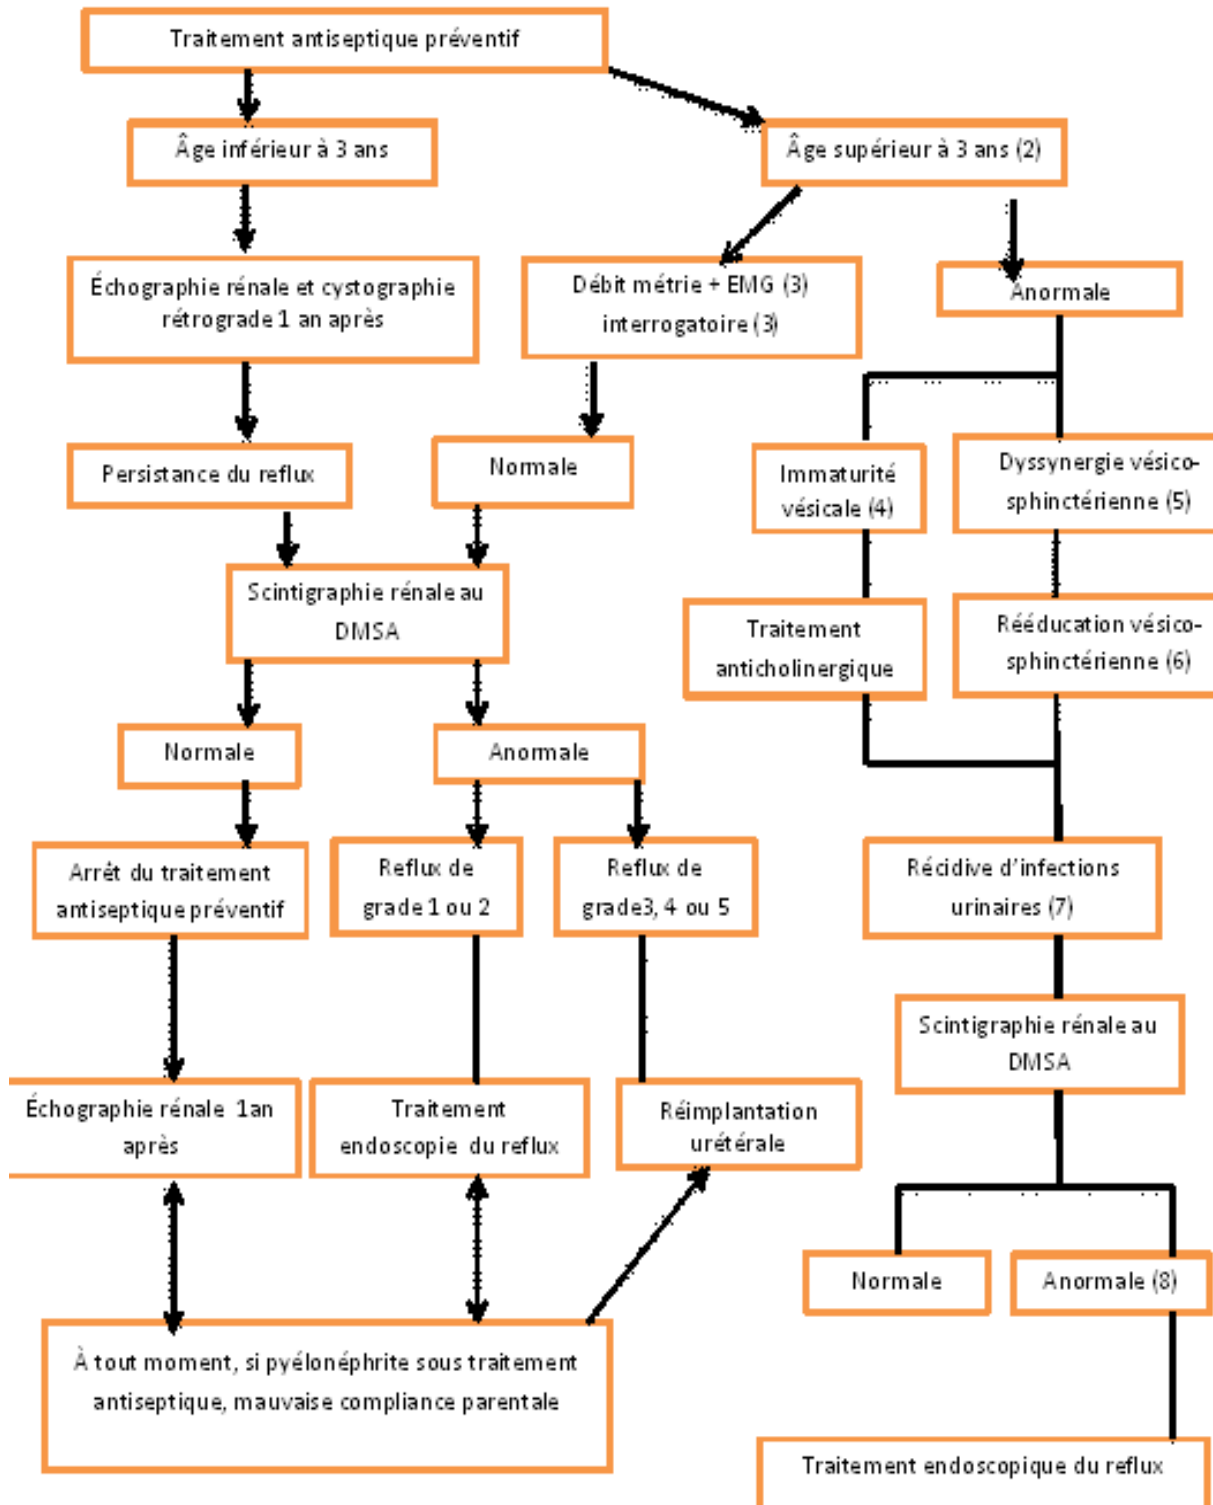 Traitement antiseptique préventif
Âge inférieur à 3 ans
Âge supérieur à 3 ans (2)
Échographie rénale et cystographie
rétrograde 1 an après
Débit métrie + EMG (3)
interrogatoire (3)
Anormale
Persistance du reflux
Normale
Immaturité
vésicale (4)
Dyssynergie vésico-
sphinctérienne (5)
Scintigraphie rénale au
DMSA
Traitement
anticholinergique
Rééducation vésico-
sphinctérienne (6)
Normale
Anormale
Arrêt du traitement
antiseptique préventif
Reflux de
grade 1 ou 2
Reflux de
grade3, 4 ou 5
Récidive d'infections
urinaires (7)
Scintigraphie rénale au
DMSA
Échographie rénale 1an
après
Traitement
endoscopie du reflux
Réimplantation
urétérale
Normale
Anormale (8)
À tout moment, si pyélonéphrite sous traitement
antiseptique, mauvaise compliance parentale
Traitement endoscopique du reflux